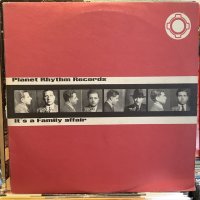 Planet Rhythm Records
it's a Family affair